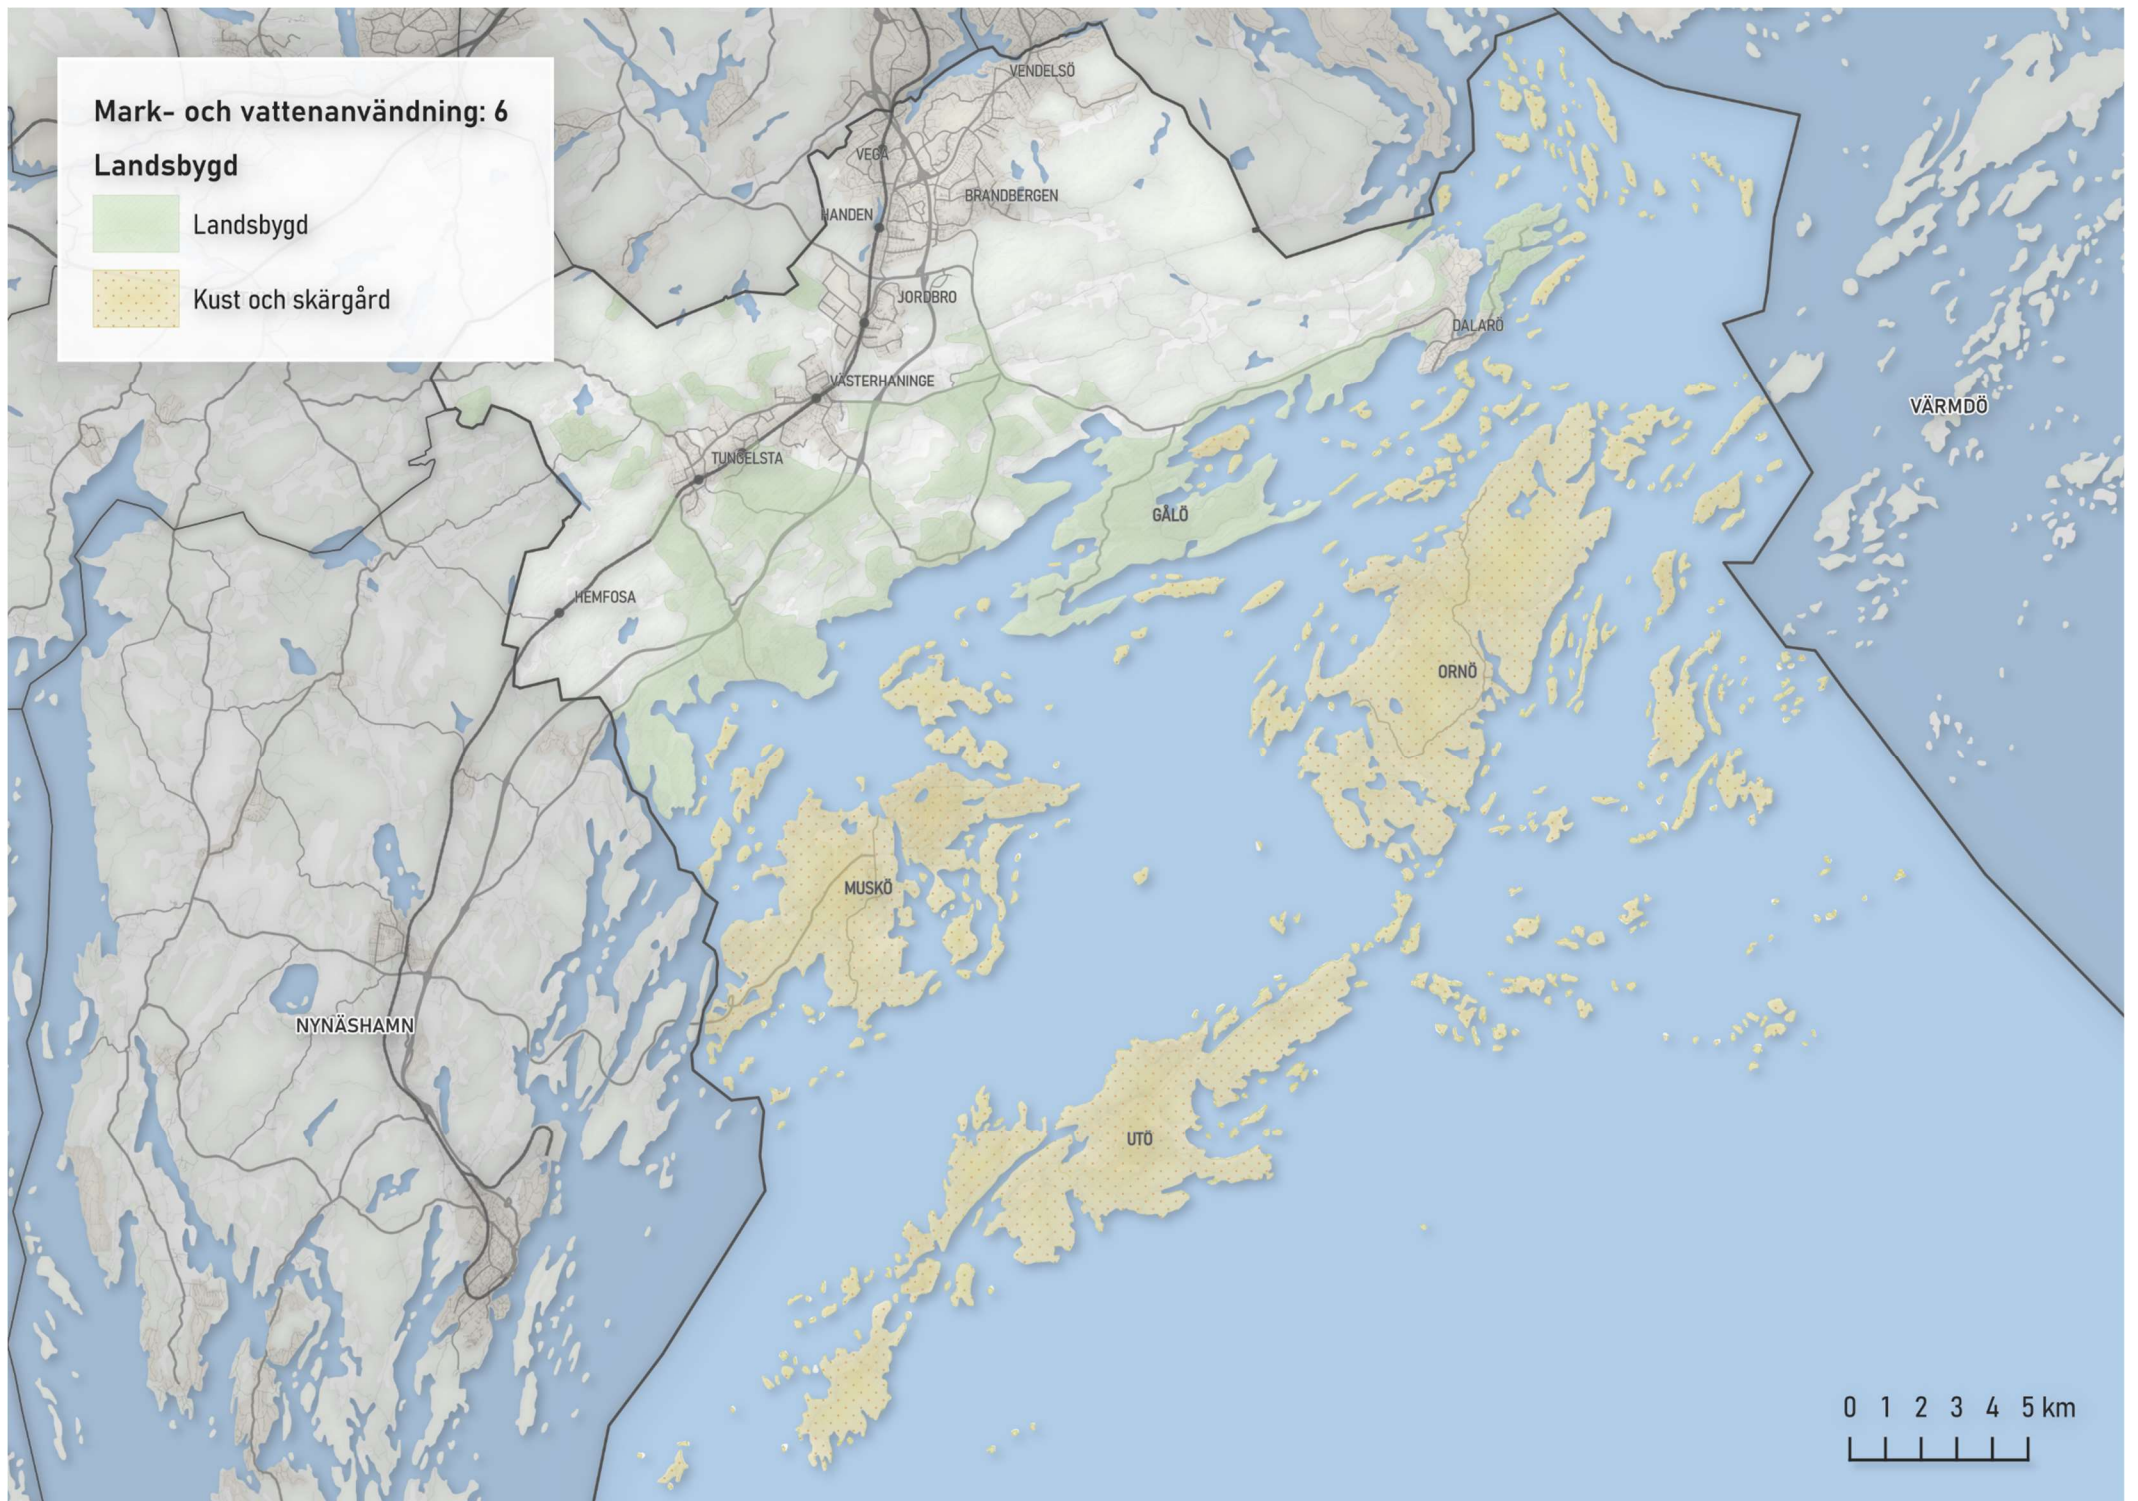 Mark- och vattenanvändning: 6
Landsbygd
Landsbygd
Kust och skärgård
VENDELSÖ
VEGA
BRANDBERGEN
HANDEN
JORDBRO
DALARÖ
VÄSTERHANINGE
VÄRMDÖ
TUNGELSTA
GÅLÖ
HEMFOSA
ORNÖ
MUSKÖ
NYNÄSHAMN
UTÖ
0 1 2 3 4 5 km